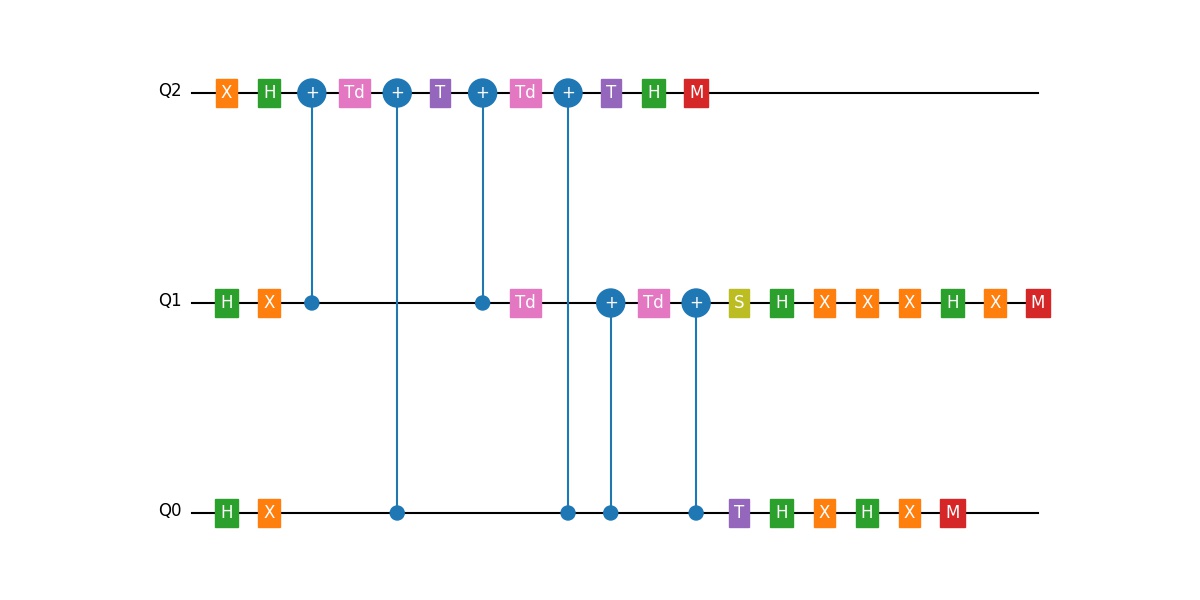 Q2 X H + Td + T + Td + T H M
Q1 H X Td + Td + S H X X X H X M
Q0 H X T H X H X M